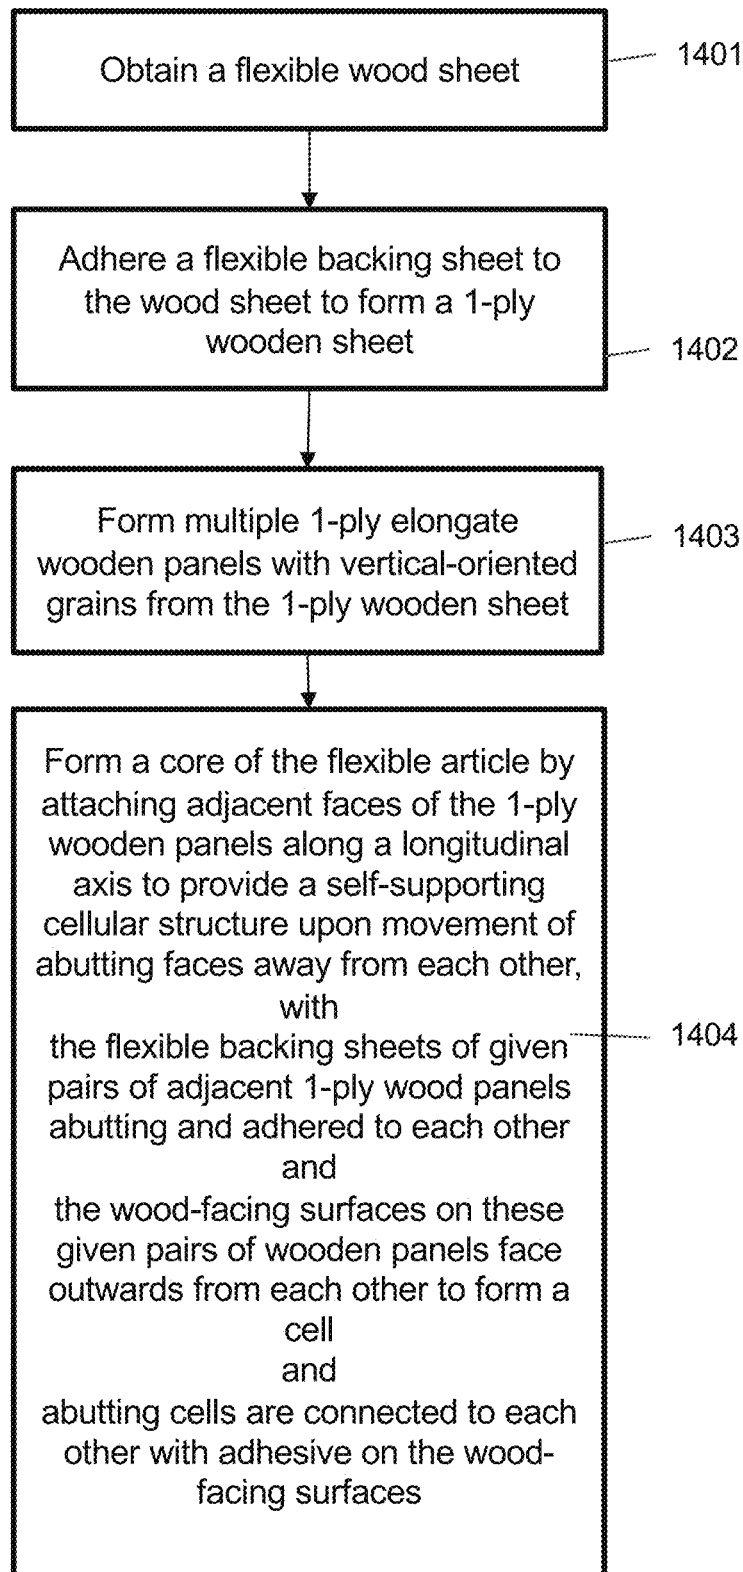 Obtain a flexible wood sheet
1401
Adhere a flexible backing sheet to
the wood sheet to form a 1-ply
wooden sheet
1402
Form multiple 1-ply elongate
wooden panels with vertical-oriented
grains from the 1-ply wooden sheet
1403
Form a core of the flexible article by
attaching adjacent faces of the 1-ply
wooden panels along a longitudinal
axis to provide a self-supporting
cellular structure upon movement of
abutting faces away from each other,
with
the flexible backing sheets of given
pairs of adjacent 1-ply wood panels
abutting and adhered to each other
and
the wood-facing surfaces on these
given pairs of wooden panels face
outwards from each other to form a
cell
and
abutting cells are connected to each
other with adhesive on the wood-
facing surfaces
1404